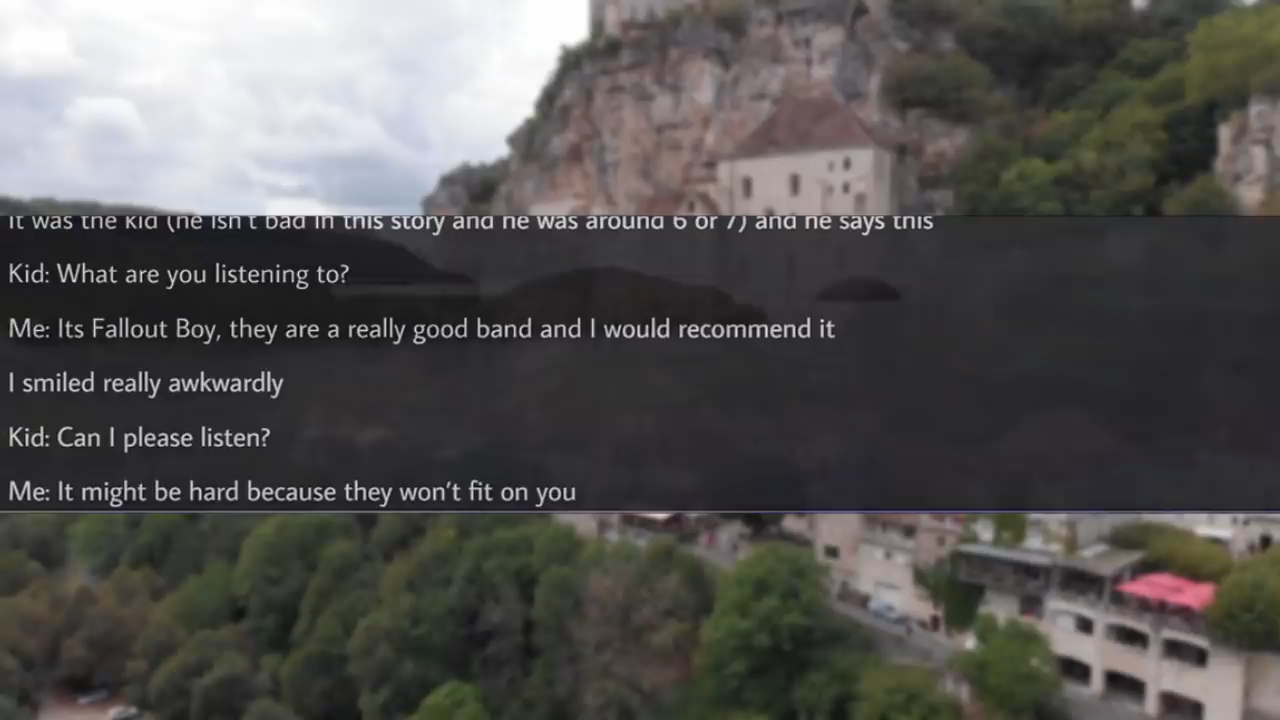 It was the kid (he isn't bad in this story and he was around 6 or 7) and he says this
Kid: What are you listening to?
Me: Its Fallout Boy, they are a really good band and I would recommend it
I smiled really awkwardly
Kid: Can I please listen?
Me: It might be hard because they won't fit on you